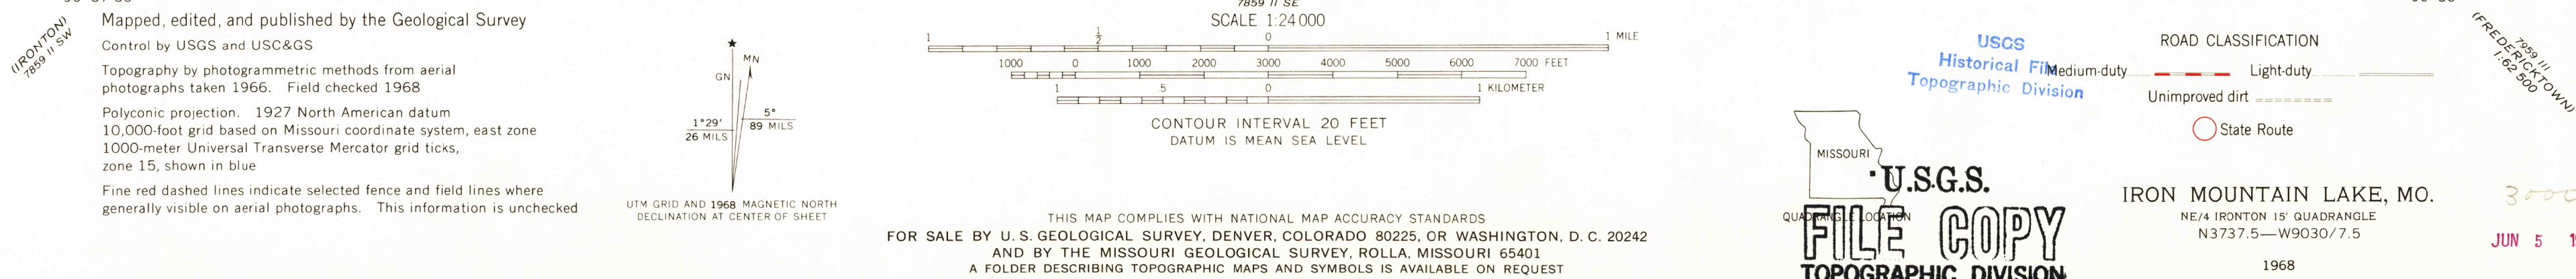 (IRONTON)
7859 II SW
Mapped, edited, and published by the Geological Survey
Control by USGS and USC&GS
Topography by photogrammetric methods from aerial
photographs taken 1966. Field checked 1968
Polyconic projection. 1927 North American datum
10,000-foot grid based on Missouri coordinate system, east zone
1000-meter Universal Transverse Mercator grid ticks,
zone 15, shown in blue
Fine red dashed lines indicate selected fence and field lines where
generally visible on aerial photographs. This information is unchecked
★
MN
GN
1°29′
26 MILS
5°
89 MILS
UTM GRID AND 1968 MAGNETIC NORTH
DECLINATION AT CENTER OF SHEET
7859 II SE
SCALE 1:24000
1 ½ 0 1 MILE
1000 0 1000 2000 3000 4000 5000 6000 7000 FEET
1 .5 0 1 KILOMETER
CONTOUR INTERVAL 20 FEET
DATUM IS MEAN SEA LEVEL
THIS MAP COMPLIES WITH NATIONAL MAP ACCURACY STANDARDS
FOR SALE BY U. S. GEOLOGICAL SURVEY, DENVER, COLORADO 80225, OR WASHINGTON, D. C. 20242
AND BY THE MISSOURI GEOLOGICAL SURVEY, ROLLA, MISSOURI 65401
A FOLDER DESCRIBING TOPOGRAPHIC MAPS AND SYMBOLS IS AVAILABLE ON REQUEST
USGS
Historical File
Topographic Division
MISSOURI
QUADRANGLE LOCATION
U.S.G.S.
FILE COPY
TOPOGRAPHIC DIVISION
ROAD CLASSIFICATION
Medium-duty Light-duty
Unimproved dirt
State Route
(FREDERICKTOWN)
7959 III
1:62 500
IRON MOUNTAIN LAKE, MO.
NE/4 IRONTON 15′ QUADRANGLE
N3737.5—W9030/7.5
1968
3000
JUN 5